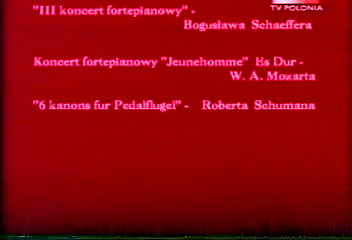 TV POLONIA
"III koncert fortepianowy" -
Bogusława Schaeffera
Koncert fortepianowy "Jeunehomme" Es Dur -
W. A. Mozarta
"6 kanons fur Pedalflugel" - Roberta Schumana